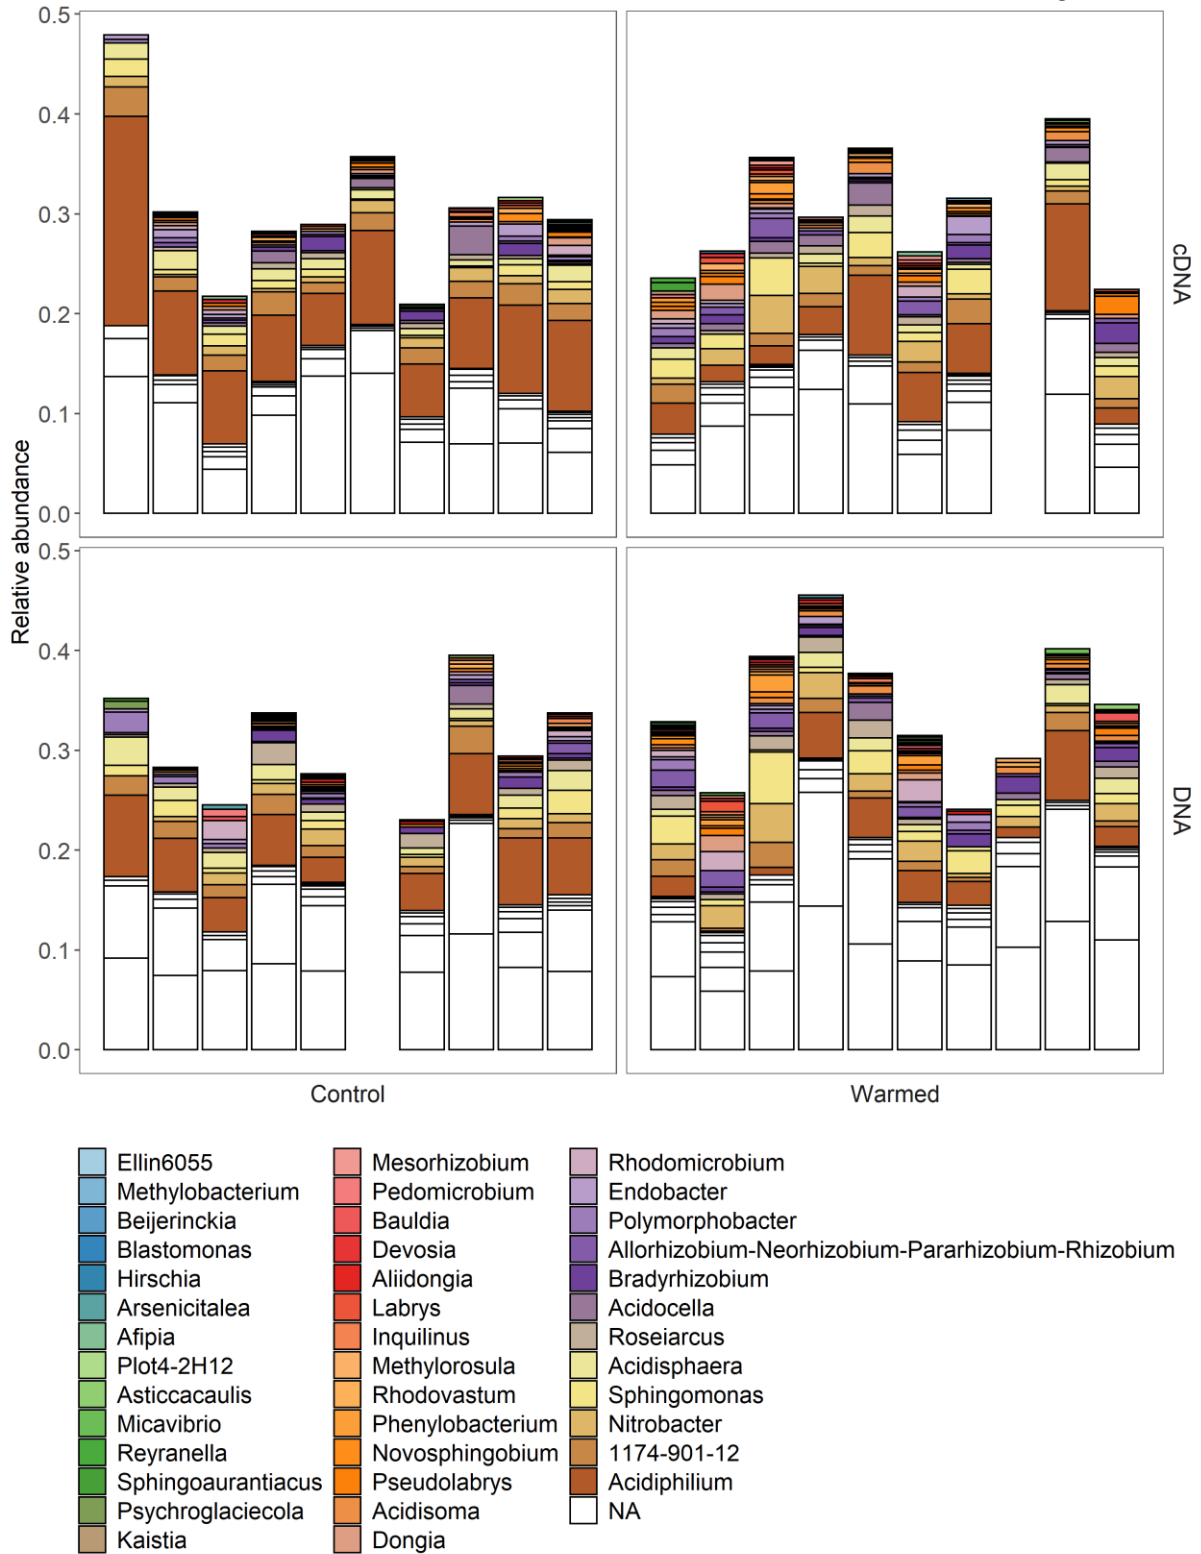 0.5
0.4
0.3
0.2
0.1
0.0
cDNA
Relative abundance
0.5
0.4
0.3
0.2
0.1
0.0
DNA
Control
Warmed
Ellin6055
Methylobacterium
Beijerinckia
Blastomonas
Hirschia
Arsenicitalea
Afipia
Plot4-2H12
Asticcacaulis
Micavibrio
Reyranella
Sphingoaurantiacus
Psychroglaciecola
Kaistia
Mesorhizobium
Pedomicrobium
Bauldia
Devosia
Aliidongia
Labrys
Inquilinus
Methylorosula
Rhodovastum
Phenylobacterium
Novosphingobium
Pseudolabrys
Acidisoma
Dongia
Rhodomicrobium
Endobacter
Polymorphobacter
Allorhizobium-Neorhizobium-Pararhizobium-Rhizobium
Bradyrhizobium
Acidocella
Roseiarcus
Acidisphaera
Sphingomonas
Nitrobacter
1174-901-12
Acidiphilium
NA